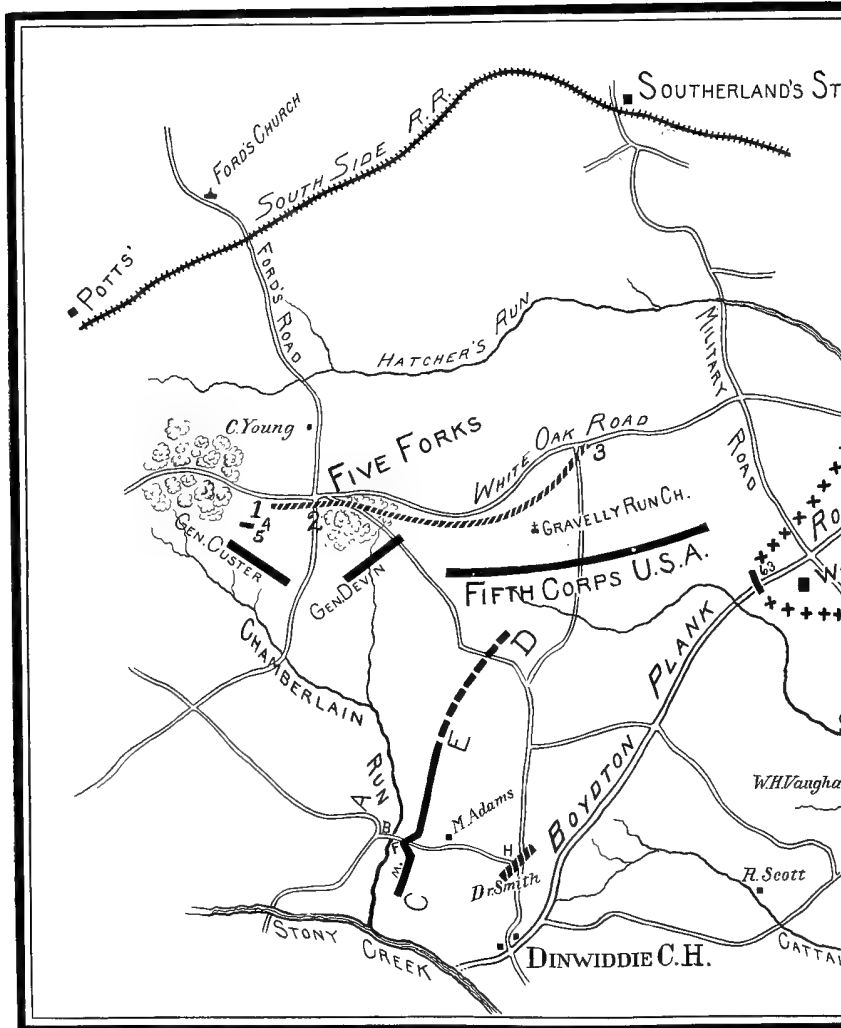 SOUTHERLAND'S ST
FORD'S CHURCH
SOUTH SIDE R.R.
POTTS'
FORD'S ROAD
HATCHER'S RUN
MILITARY ROAD
C. Young
FIVE FORKS
WHITE OAK ROAD
3
1
2
4
5
GRAVELLY RUN CH.
GEN. CUSTER
GEN. DEVIN
FIFTH CORPS U.S.A.
RO
63
W
CHAMBERLAIN RUN
D
E
PLANK
BOYDTON
A
B
F
W.
C
M. Adams
H
Dr. Smith
W.H. Vaugha
R. Scott
STONY CREEK
DINWIDDIE C.H.
CATTA